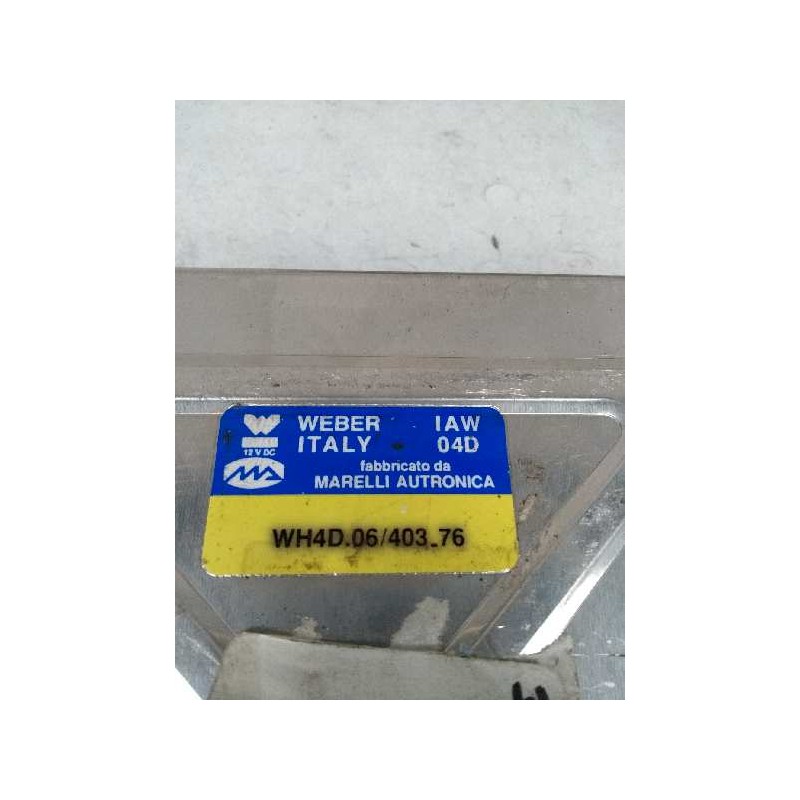 WEBER IAW
ITALY 04D
12 V DC
fabbricato da
MARELLI AUTRONICA
WH4D.06/403.76